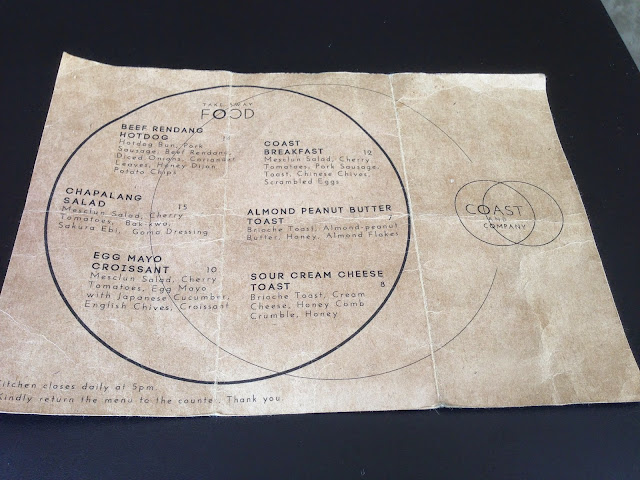 TAKE AWAY
FOOD
BEEF RENDANG
HOTDOG
Hotdog Bun, Pork
Sausage, Beef Rendang,
Diced Onions, Coriander
Leaves, Honey Dijon,
Potato Chips
CHAPALANG
SALAD 15
Mesclun Salad, Cherry
Tomatoes, Bak-kwa,
Sakura Ebi, Goma Dressing
EGG MAYO
CROISSANT 10
Mesclun Salad, Cherry
Tomatoes, Egg Mayo
with Japanese Cucumber,
English Chives, Croissant
COAST
BREAKFAST 12
Mesclun Salad, Cherry
Tomatoes, Pork Sausage,
Toast, Chinese Chives,
Scrambled Eggs
ALMOND PEANUT BUTTER
TOAST 7
Brioche Toast, Almond-peanut
Butter, Honey, Almond Flakes
SOUR CREAM CHEESE
TOAST 8
Brioche Toast, Cream
Cheese, Honey Comb
Crumble, Honey
COAST
AND
COMPANY
Kitchen closes daily at 5pm.
Kindly return the menu to the counter. Thank you